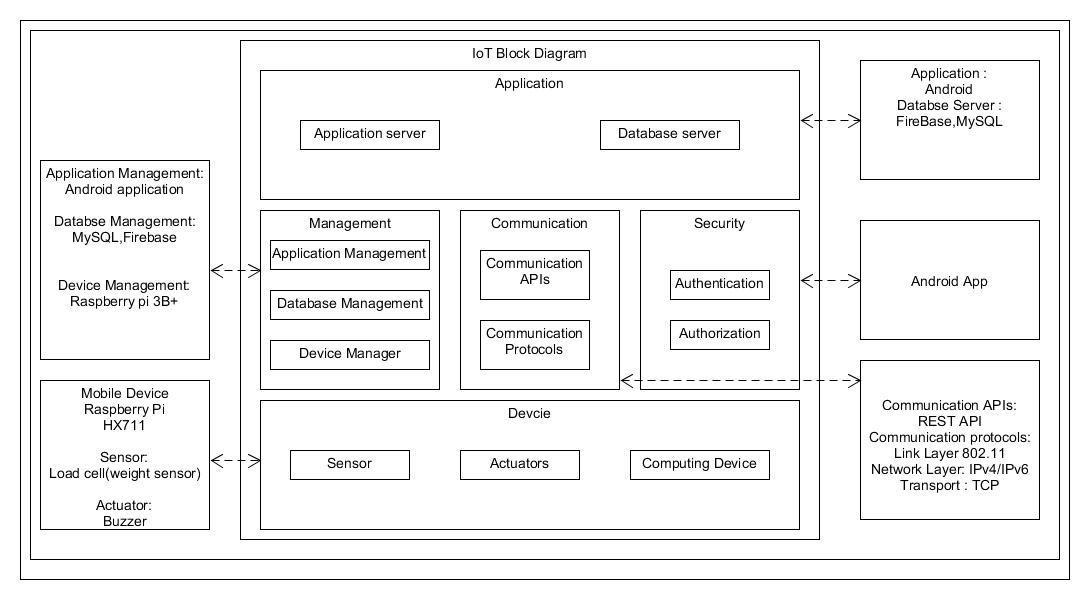 IoT Block Diagram
Application
Application server
Database server
Application :
Android
Databse Server :
FireBase,MySQL
Application Management:
Android application
Databse Management:
MySQL,Firebase
Device Management:
Raspberry pi 3B+
Management
Application Management
Database Management
Device Manager
Communication
Communication
APIs
Communication
Protocols
Security
Authentication
Authorization
Android App
Mobile Device
Raspberry Pi
HX711
Sensor:
Load cell(weight sensor)
Actuator:
Buzzer
Devcie
Sensor
Actuators
Computing Device
Communication APIs:
REST API
Communication protocols:
Link Layer 802.11
Network Layer: IPv4/IPv6
Transport : TCP